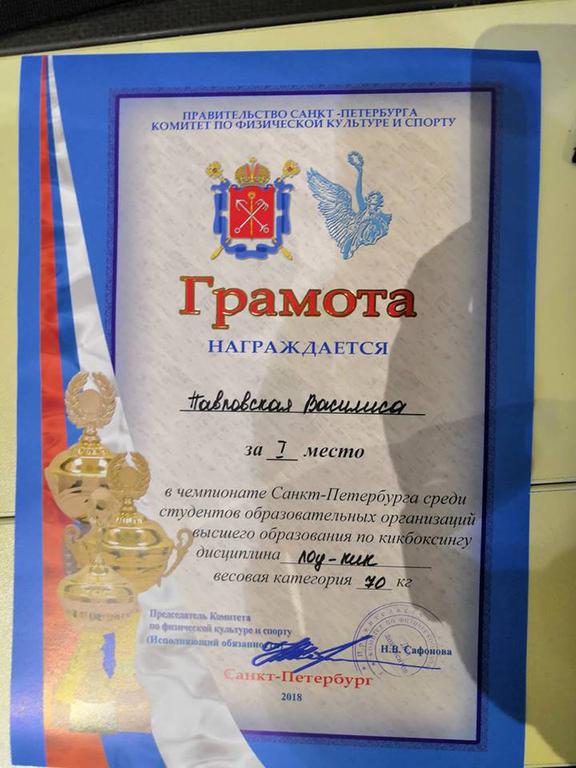 ПРАВИТЕЛЬСТВО САНКТ -ПЕТЕРБУРГА
КОМИТЕТ ПО ФИЗИЧЕСКОЙ КУЛЬТУРЕ И СПОРТУ
Грамота
НАГРАЖДАЕТСЯ
Павловская Василиса
за I место
в чемпионате Санкт-Петербурга среди
студентов образовательных организаций
высшего образования по кикбоксингу
дисциплина лоу-кик
весовая категория 70 кг
Председатель Комитета
по физической культуре и спорту
(Исполняющий обязанности)
Н.В. Сафонова
Санкт-Петербург
2018